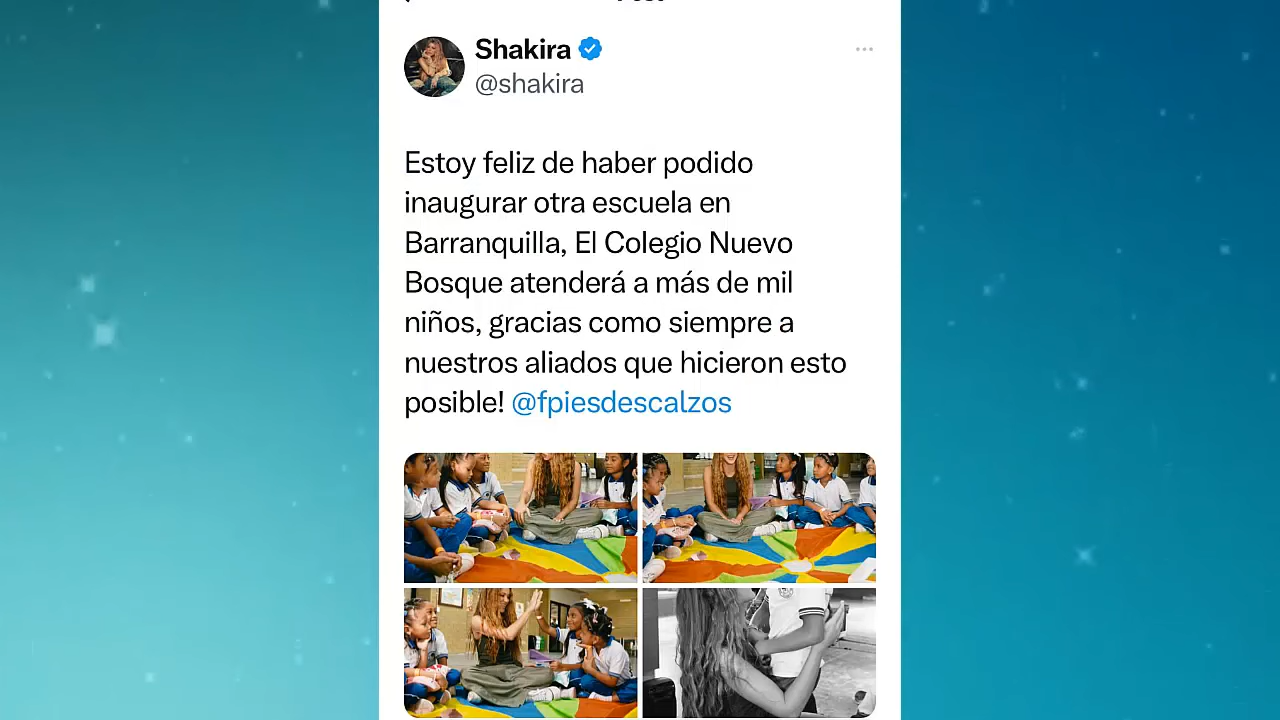 Shakira
@shakira
Estoy feliz de haber podido
inaugurar otra escuela en
Barranquilla, El Colegio Nuevo
Bosque atenderá a más de mil
niños, gracias como siempre a
nuestros aliados que hicieron esto
posible! @fpiesdescalzos